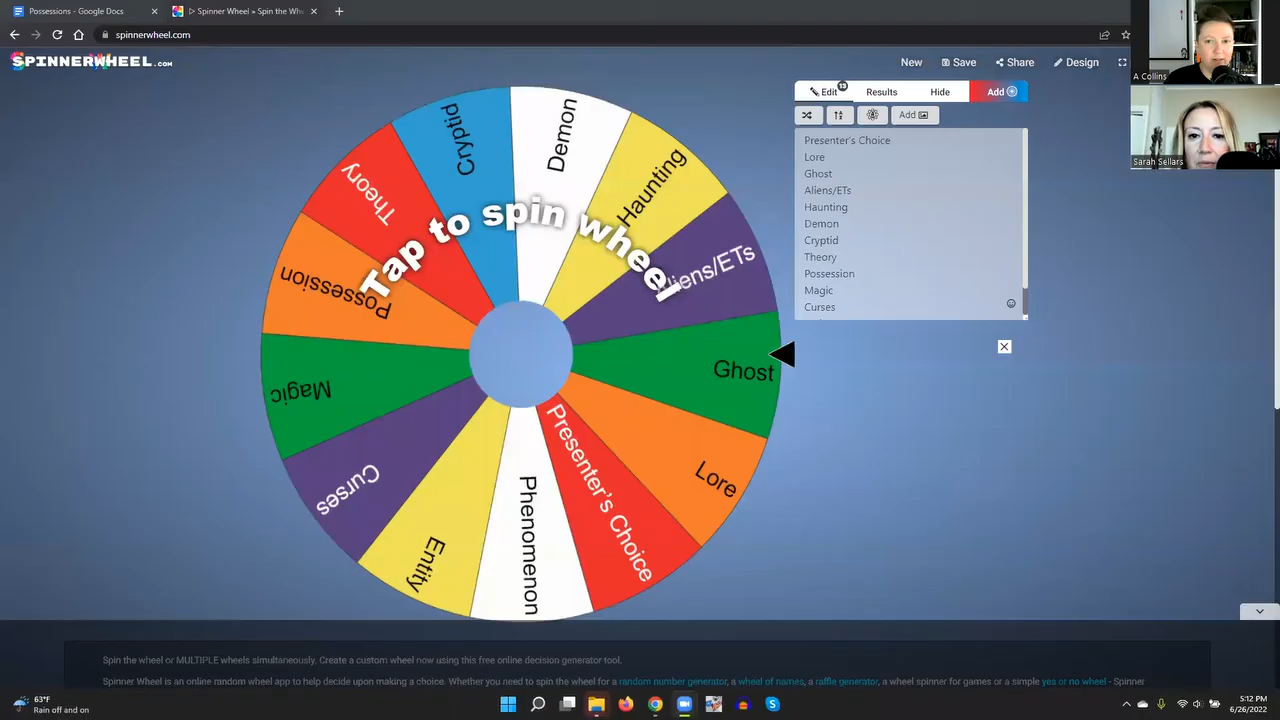 Possessions - Google Docs
Spinner Wheel » Spin the Whe
spinnerwheel.com
SPINNERWHEEL.COM
New
Save
Share
Design
A Collins
Sarah Sellars
Edit
13
Results
Hide
Add
Add
Presenter's Choice
Lore
Ghost
Aliens/ETs
Haunting
Demon
Cryptid
Theory
Possession
Magic
Curses
Tap to spin wheel
Cryptid
Demon
Haunting
Aliens/ETs
Ghost
Lore
Presenter's Choice
Phenomenon
Entity
Curses
Magic
Possession
Theory
Spin the wheel or MULTIPLE wheels simultaneously. Create a custom wheel now using this free online decision generator tool.
Spinner Wheel is an online random wheel app to help decide upon making a choice. Whether you need to spin the wheel for a random number generator, a wheel of names, a raffle generator, a wheel spinner for games or a simple yes or no wheel - Spinner
63°F
Rain off and on
5:12 PM
6/26/2022